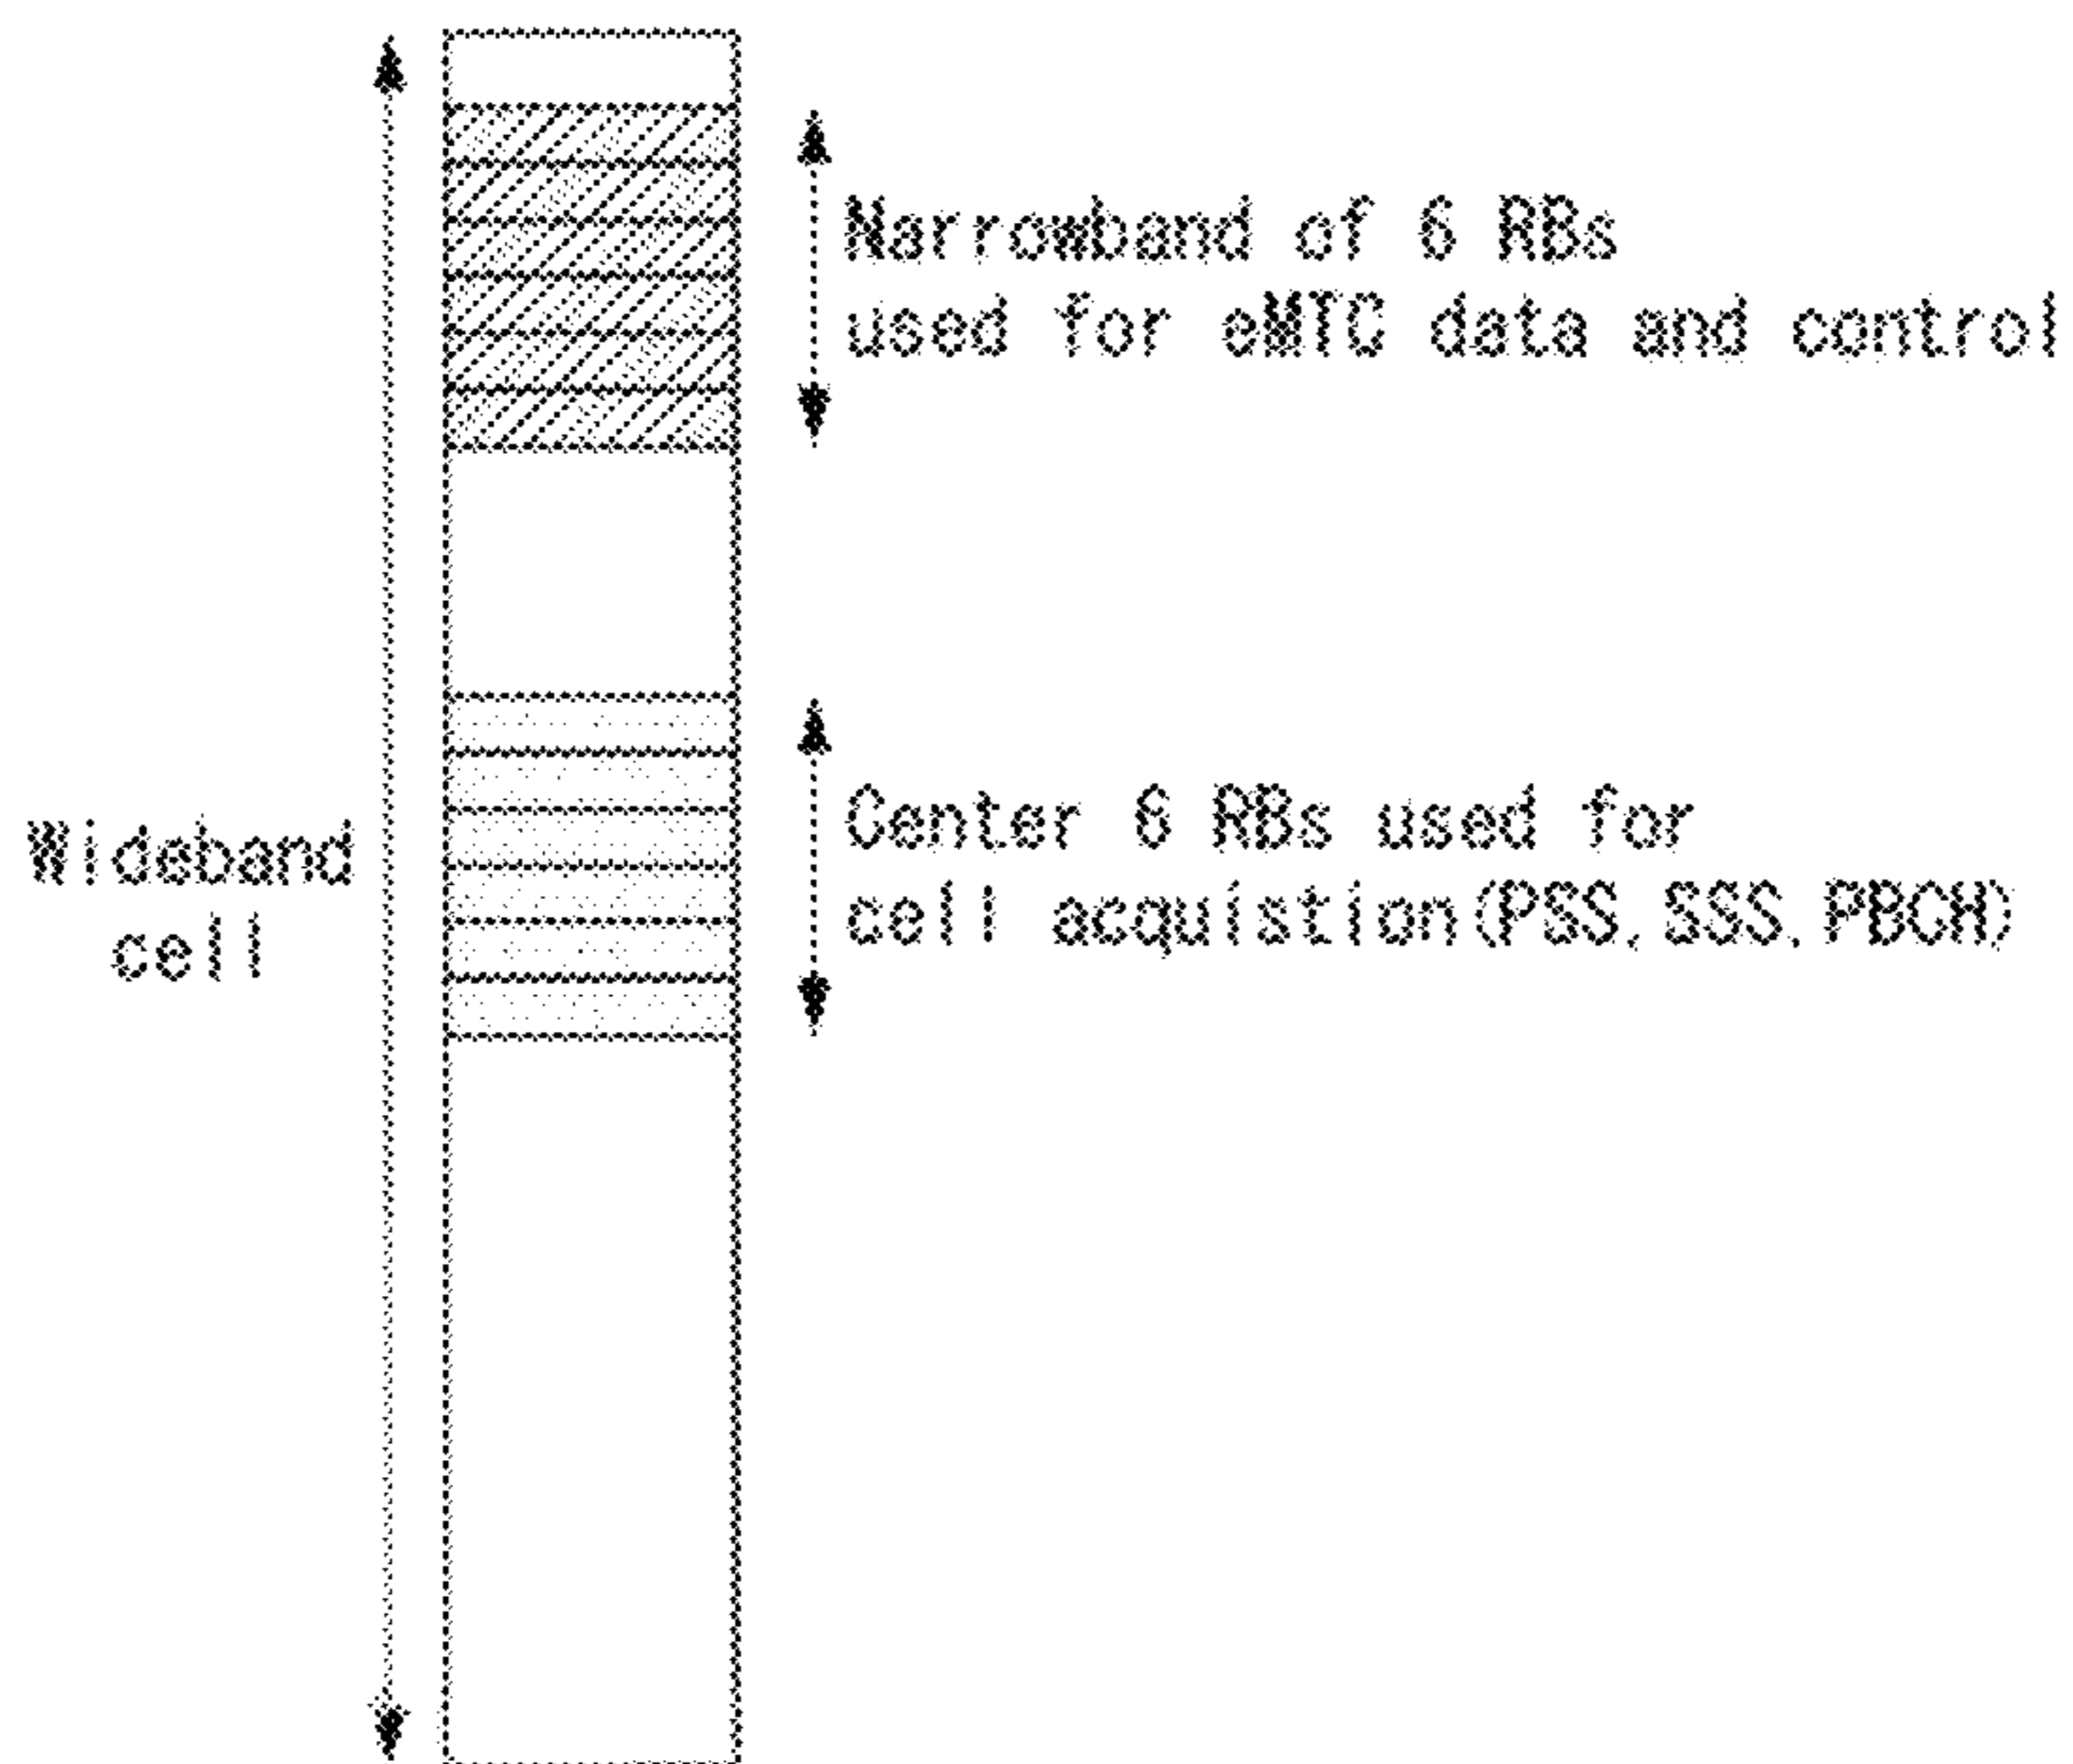 Narrowband of 6 RBs
used for eMTC data and control
Wideband
cell
Center 6 RBs used for
cell acquistion(PSS,SSS,PBCH)